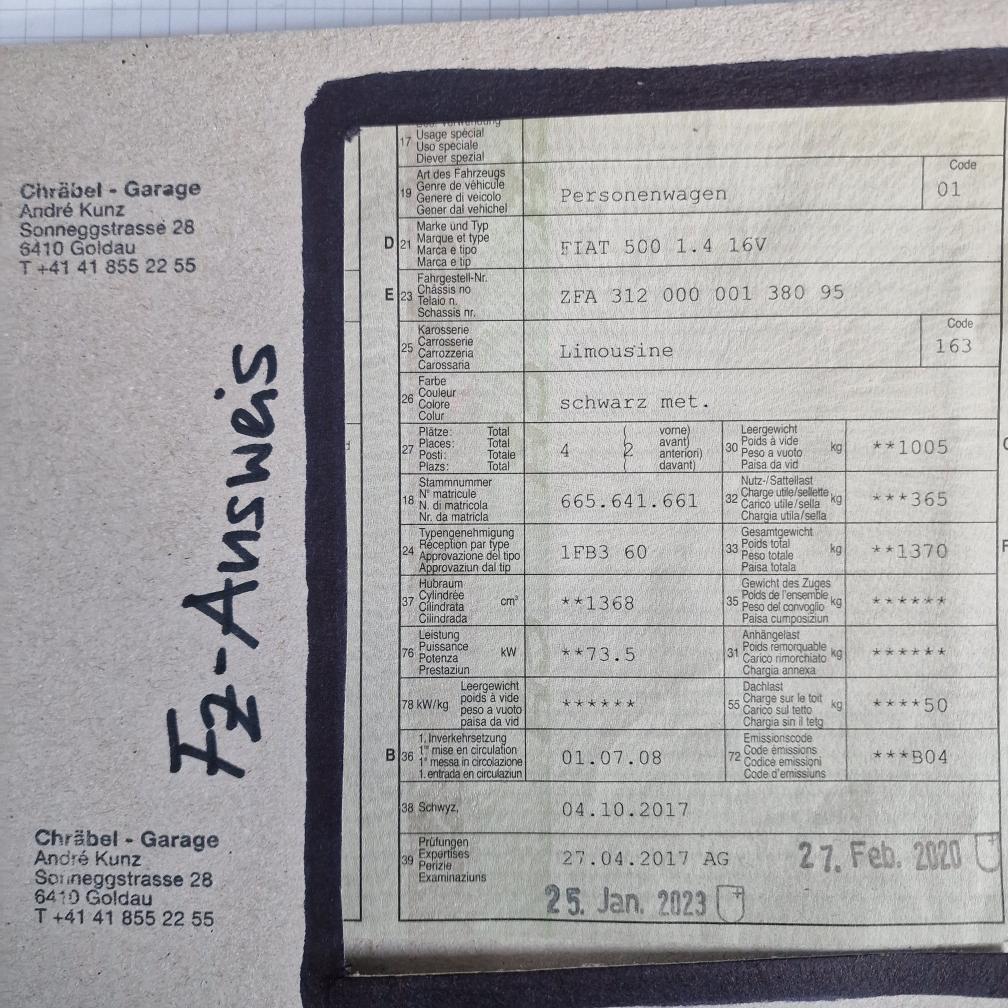 Chräbel - Garage
André Kunz
Sonneggstrasse 28
6410 Goldau
T +41 41 855 22 55
Fz-Ausweis
Chräbel - Garage
André Kunz
Sonneggstrasse 28
6410 Goldau
T +41 41 855 22 55
17 Usage spécial
Uso speciale
Diever spezial
19 Art des Fahrzeugs
Genre de véhicule
Genere di veicolo
Gener dal vehichel
Personenwagen
Code
01
D 21 Marke und Typ
Marque et type
Marca e tipo
Marca e tip
FIAT 500 1.4 16V
E 23 Fahrgestell-Nr.
Châssis no
Telaio n.
Schassis nr.
ZFA 312 000 001 380 95
25 Karosserie
Carrosserie
Carrozzeria
Carossaria
Limousine
Code
163
26 Farbe
Couleur
Colore
Colur
schwarz met.
27 Plätze: Total
Places: Total
Posti: Totale
Plazs: Total
4 ( 2 vorne)
avant)
anteriori)
davant)
30 Leergewicht
Poids à vide kg
Peso a vuoto
Paisa da vid
**1005
18 Stammnummer
N° matricule
N. di matricola
Nr. da matricla
665.641.661
32 Nutz-/Sattellast
Charge utile/sellette kg
Carico utile/sella
Chargia utila/sella
***365
24 Typengenehmigung
Réception par type
Approvazione del tipo
Approvaziun dal tip
1FB3 60
33 Gesamtgewicht
Poids total kg
Peso totale
Paisa totala
**1370
37 Hubraum
Cylindrée cm³
Cilindrata
Cilindrada
**1368
35 Gewicht des Zuges
Poids de l'ensemble kg
Peso del convoglio
Paisa cumposiziun
******
76 Leistung
Puissance kW
Potenza
Prestaziun
**73.5
31 Anhängelast
Poids remorquable kg
Carico rimorchiato
Chargia annexa
******
78 kW/kg Leergewicht
poids à vide
peso a vuoto
paisa da vid
******
55 Dachlast
Charge sur le toit kg
Carico sul tetto
Chargia sin il tetg
****50
B 36 1. Inverkehrsetzung
1re mise en circulation
1a messa in circolazione
1. entrada en circulaziun
01.07.08
72 Emissionscode
Code émissions
Codice emissioni
Code d'emissiuns
***B04
38 Schwyz,
04.10.2017
39 Prüfungen
Expertises
Perizie
Examinaziuns
27.04.2017 AG
27. Feb. 2020
25. Jan. 2023